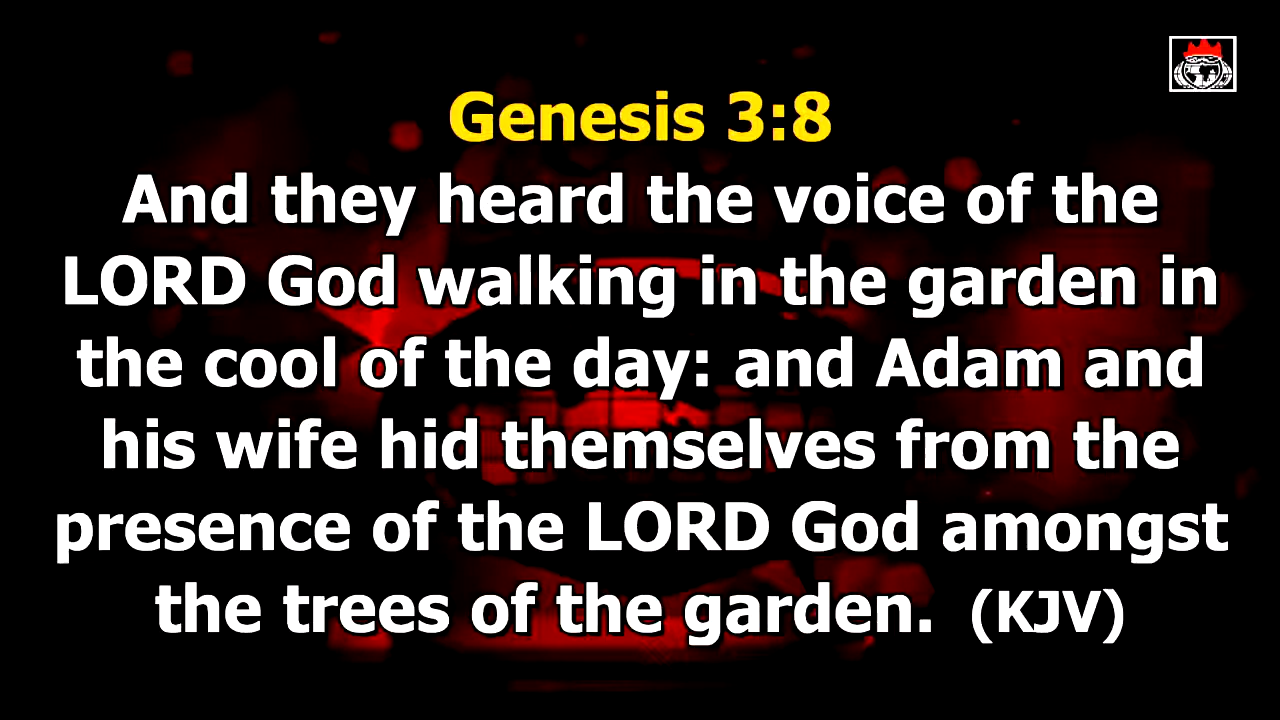 Genesis 3:8
And they heard the voice of the
LORD God walking in the garden in
the cool of the day: and Adam and
his wife hid themselves from the
presence of the LORD God amongst
the trees of the garden. (KJV)